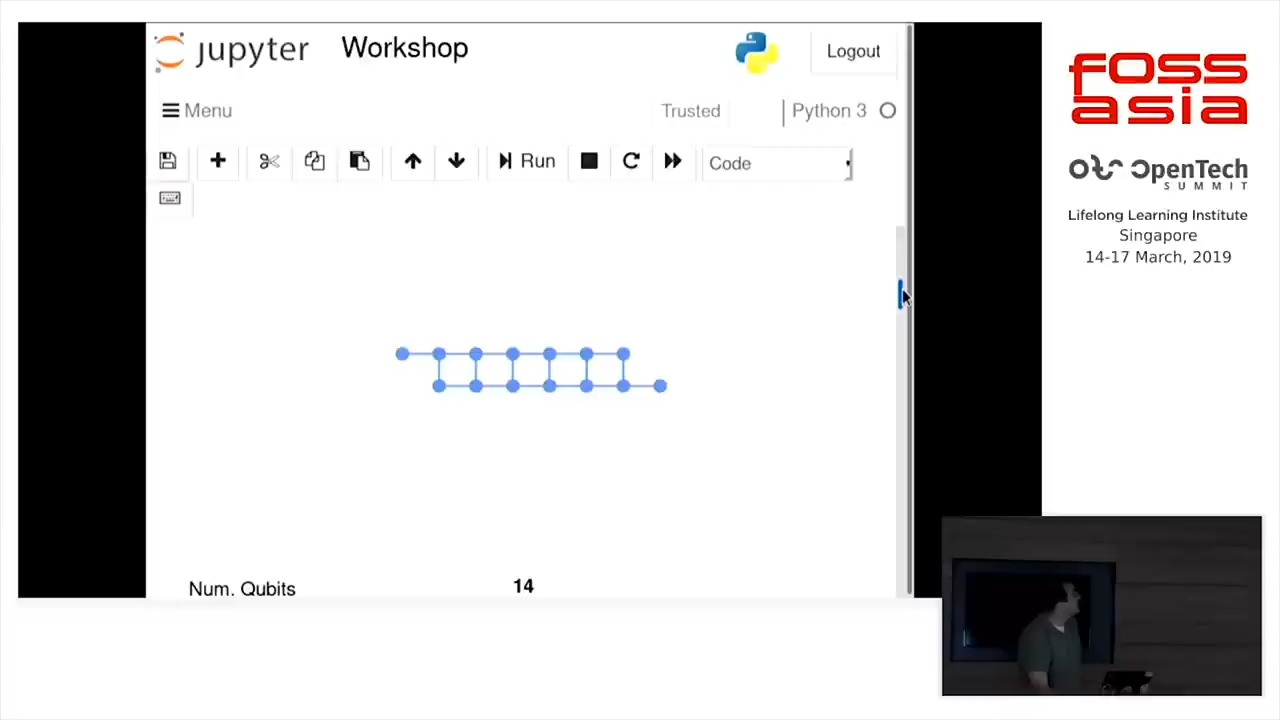 jupyter Workshop
Logout
Menu
Trusted
Python 3
Run
Code
Num. Qubits 14
FOSS
ASIA
OpenTech
SUMMIT
Lifelong Learning Institute
Singapore
14-17 March, 2019